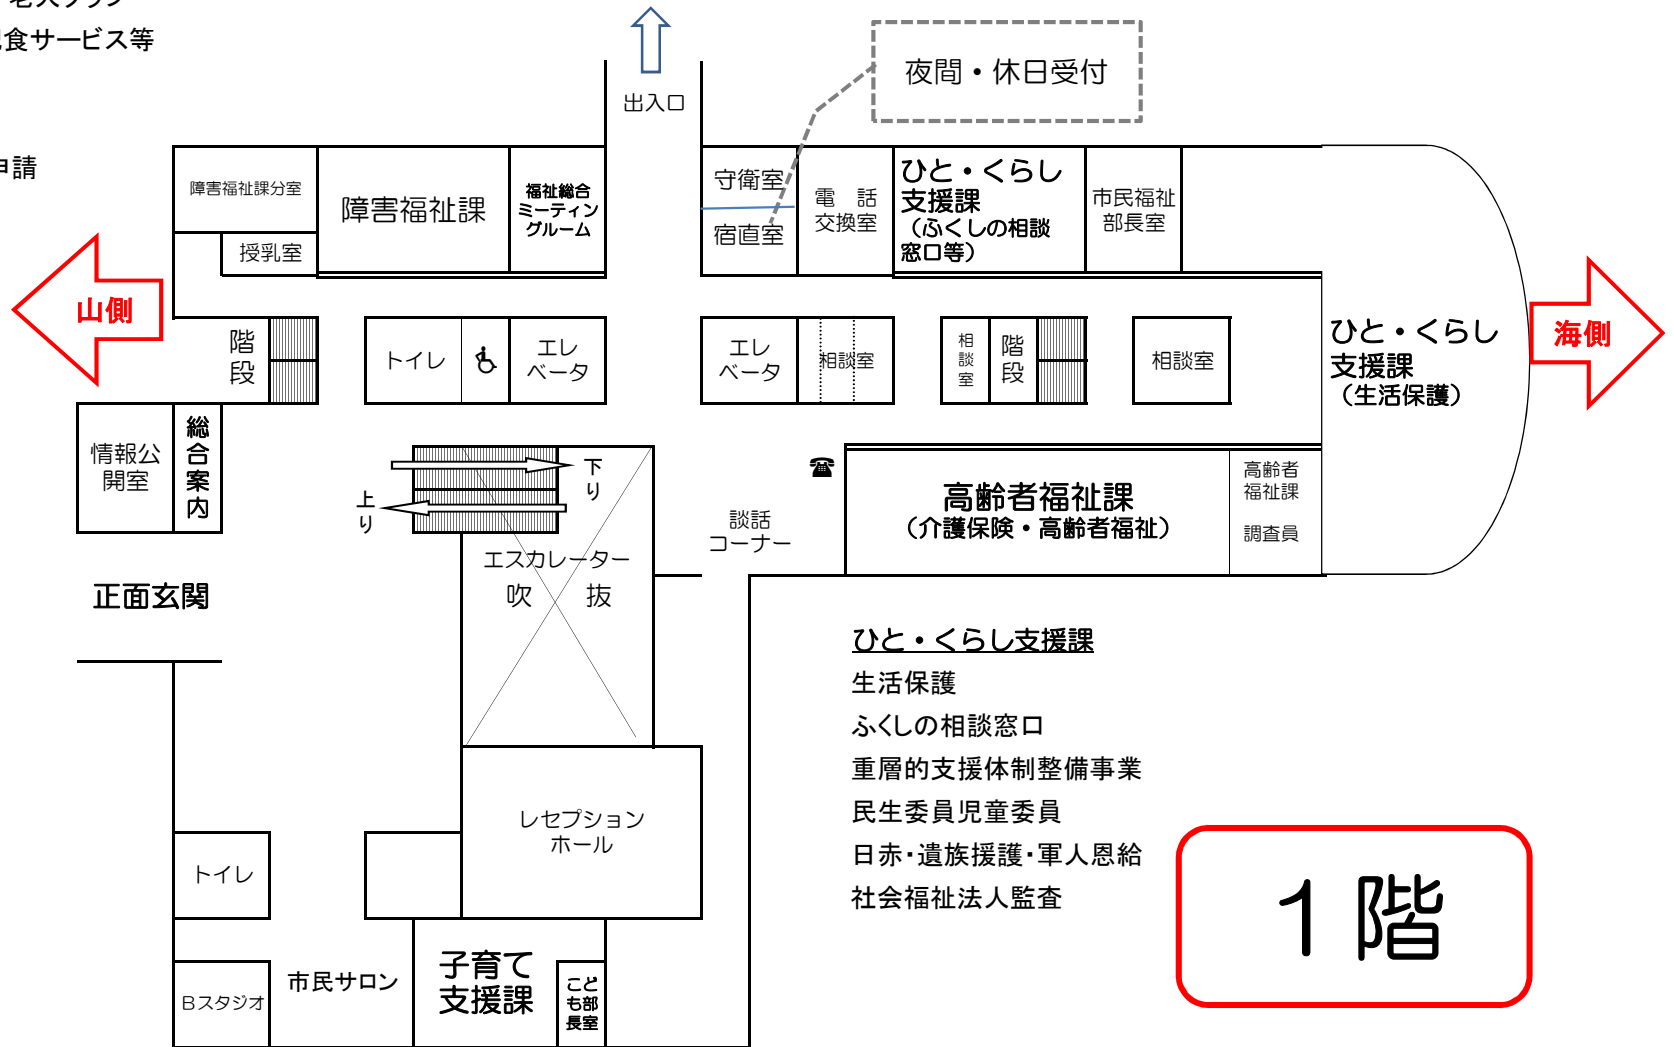 老人クラブ
食サービス等
申請
出入口
夜間・休日受付
障害福祉課分室
授乳室
障害福祉課
福祉総合
ミーティン
グルーム
守衛室
宿直室
電　話
交換室
ひと・くらし
支援課
（ふくしの相談
窓口等）
市民福祉
部長室
山側
階
段
トイレ
エレ
ベータ
エレ
ベータ
相談室
相
談
室
階
段
相談室
ひと・くらし
支援課
（生活保護）
海側
情報公
開室
総
合
案
内
下
り
上
り
エスカレーター
吹　抜
談話
コーナー
高齢者福祉課
（介護保険・高齢者福祉）
高齢者
福祉課
調査員
正面玄関
ひと・くらし支援課
生活保護
ふくしの相談窓口
重層的支援体制整備事業
民生委員児童委員
日赤・遺族援護・軍人恩給
社会福祉法人監査
レセプション
ホール
トイレ
Bスタジオ
市民サロン
子育て
支援課
こど
も部
長室
１階